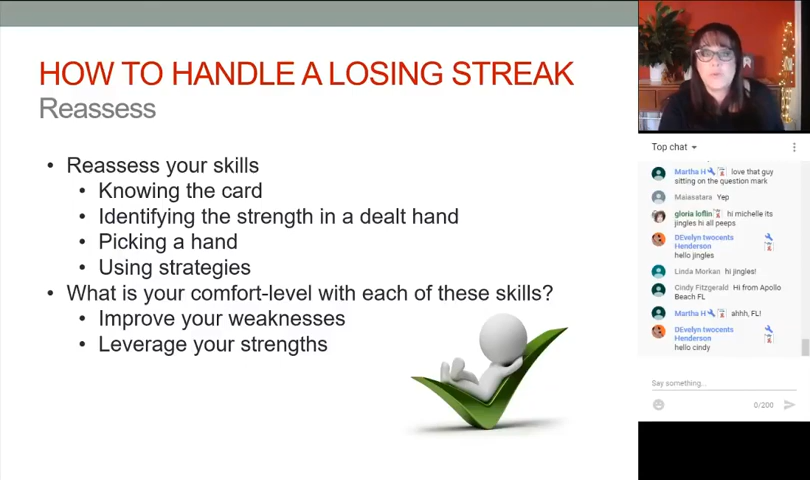 HOW TO HANDLE A LOSING STREAK
Reassess
• Reassess your skills
• Knowing the card
• Identifying the strength in a dealt hand
• Picking a hand
• Using strategies
• What is your comfort-level with each of these skills?
• Improve your weaknesses
• Leverage your strengths
Top chat
Martha H love that guy
sitting on the question mark
Maiasatara Yep
gloria loflin hi michelle its
jingles hi all peeps
DEvelyn twocents
Henderson
hello jingles
Linda Morkan hi jingles!
Cindy Fitzgerald Hi from Apollo
Beach FL
Martha H ahhh, FL!
DEvelyn twocents
Henderson
hello cindy
Say something...
0/200